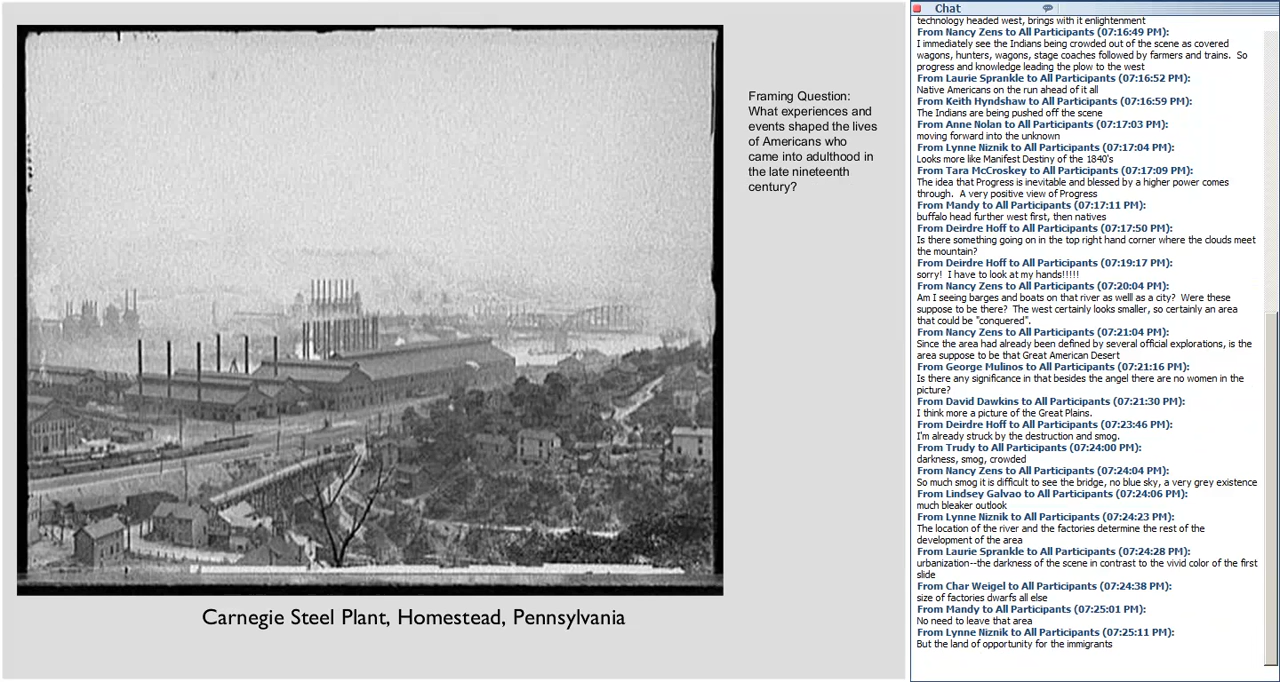 Framing Question:
What experiences and
events shaped the lives
of Americans who
came into adulthood in
the late nineteenth
century?
Carnegie Steel Plant, Homestead, Pennsylvania
Chat
technology headed west, brings with it enlightenment
From Nancy Zens to All Participants (07:16:49 PM):
I immediately see the Indians being crowded out of the scene as covered
wagons, hunters, wagons, stage coaches followed by farmers and trains.  So
progress and knowledge leading the plow to the west
From Laurie Sprankle to All Participants (07:16:52 PM):
Native Americans on the run ahead of it all
From Keith Hyndshaw to All Participants (07:16:59 PM):
The Indians are being pushed off the scene
From Anne Nolan to All Participants (07:17:03 PM):
moving forward into the unknown
From Lynne Niznik to All Participants (07:17:04 PM):
Looks more like Manifest Destiny of the 1840's
From Tara McCroskey to All Participants (07:17:09 PM):
The idea that Progress is inevitable and blessed by a higher power comes
through.  A very positive view of Progress
From Mandy to All Participants (07:17:11 PM):
buffalo head further west first, then natives
From Deirdre Hoff to All Participants (07:17:50 PM):
Is there something going on in the top right hand corner where the clouds meet
the mountain?
From Deirdre Hoff to All Participants (07:19:17 PM):
sorry!  I have to look at my hands!!!!!
From Nancy Zens to All Participants (07:20:04 PM):
Am I seeing barges and boats on that river as welll as a city?  Were these
suppose to be there?  The west certainly looks smaller, so certainly an area
that could be "conquered".
From Nancy Zens to All Participants (07:21:04 PM):
Since the area had already been defined by several official explorations, is the
area suppose to be that Great American Desert
From George Mulinos to All Participants (07:21:16 PM):
Is there any significance in that besides the angel there are no women in the
picture?
From David Dawkins to All Participants (07:21:30 PM):
I think more a picture of the Great Plains.
From Deirdre Hoff to All Participants (07:23:46 PM):
I'm already struck by the destruction and smog.
From Trudy to All Participants (07:24:00 PM):
darkness, smog, crowded
From Nancy Zens to All Participants (07:24:04 PM):
So much smog it is difficult to see the bridge, no blue sky, a very grey existence
From Lindsey Galvao to All Participants (07:24:06 PM):
much bleaker outlook
From Lynne Niznik to All Participants (07:24:23 PM):
The location of the river and the factories determine the rest of the
development of the area
From Laurie Sprankle to All Participants (07:24:28 PM):
urbanization--the darkness of the scene in contrast to the vivid color of the first
slide
From Char Weigel to All Participants (07:24:38 PM):
size of factories dwarfs all else
From Mandy to All Participants (07:25:01 PM):
No need to leave that area
From Lynne Niznik to All Participants (07:25:11 PM):
But the land of opportunity for the immigrants